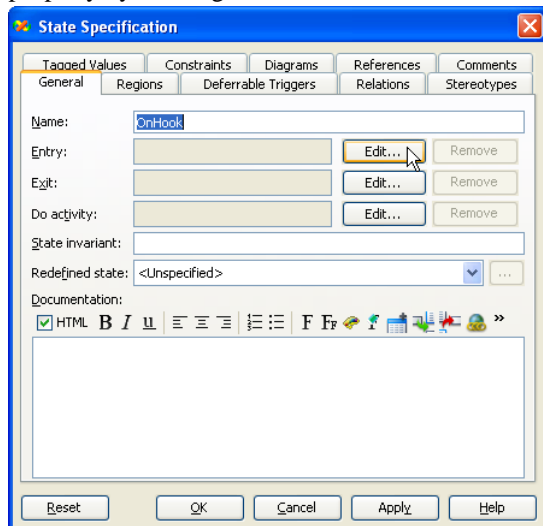 State Specification
Tagged Values Constraints Diagrams References Comments
General Regions Deferrable Triggers Relations Stereotypes
Name: OnHook
Entry: Edit... Remove
Exit: Edit... Remove
Do activity: Edit... Remove
State invariant:
Redefined state: <Unspecified> ...
Documentation:
HTML B I u F FF »
Reset OK Cancel Apply Help